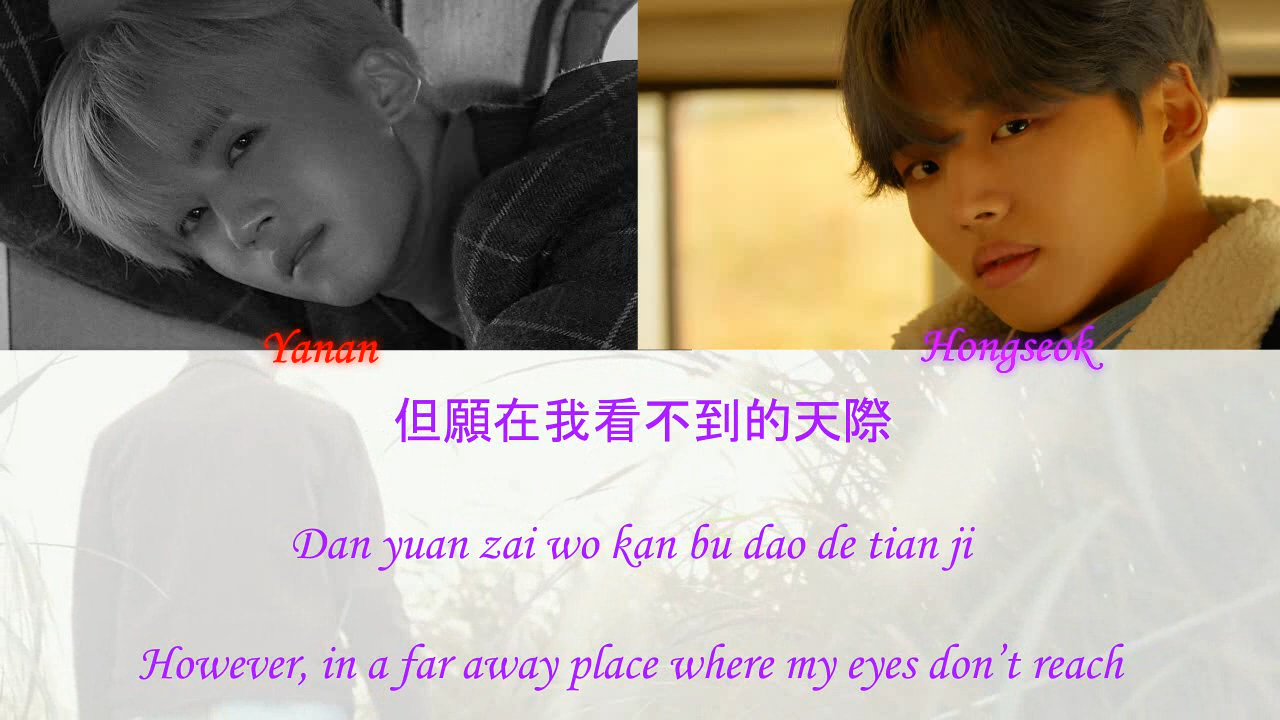 Yanan
Hongseok
但願在我看不到的天際
Dan yuan zai wo kan bu dao de tian ji
However, in a far away place where my eyes don’t reach